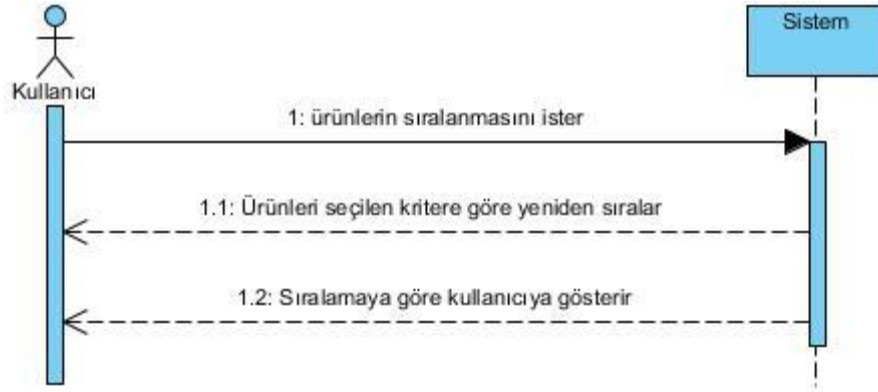 Sistem
Kullanıcı
1: ürünlerin sıralanmasını ister
1.1: Ürünleri seçilen kritere göre yeniden sıralar
1.2: Sıralamaya göre kullanıcıya gösterir